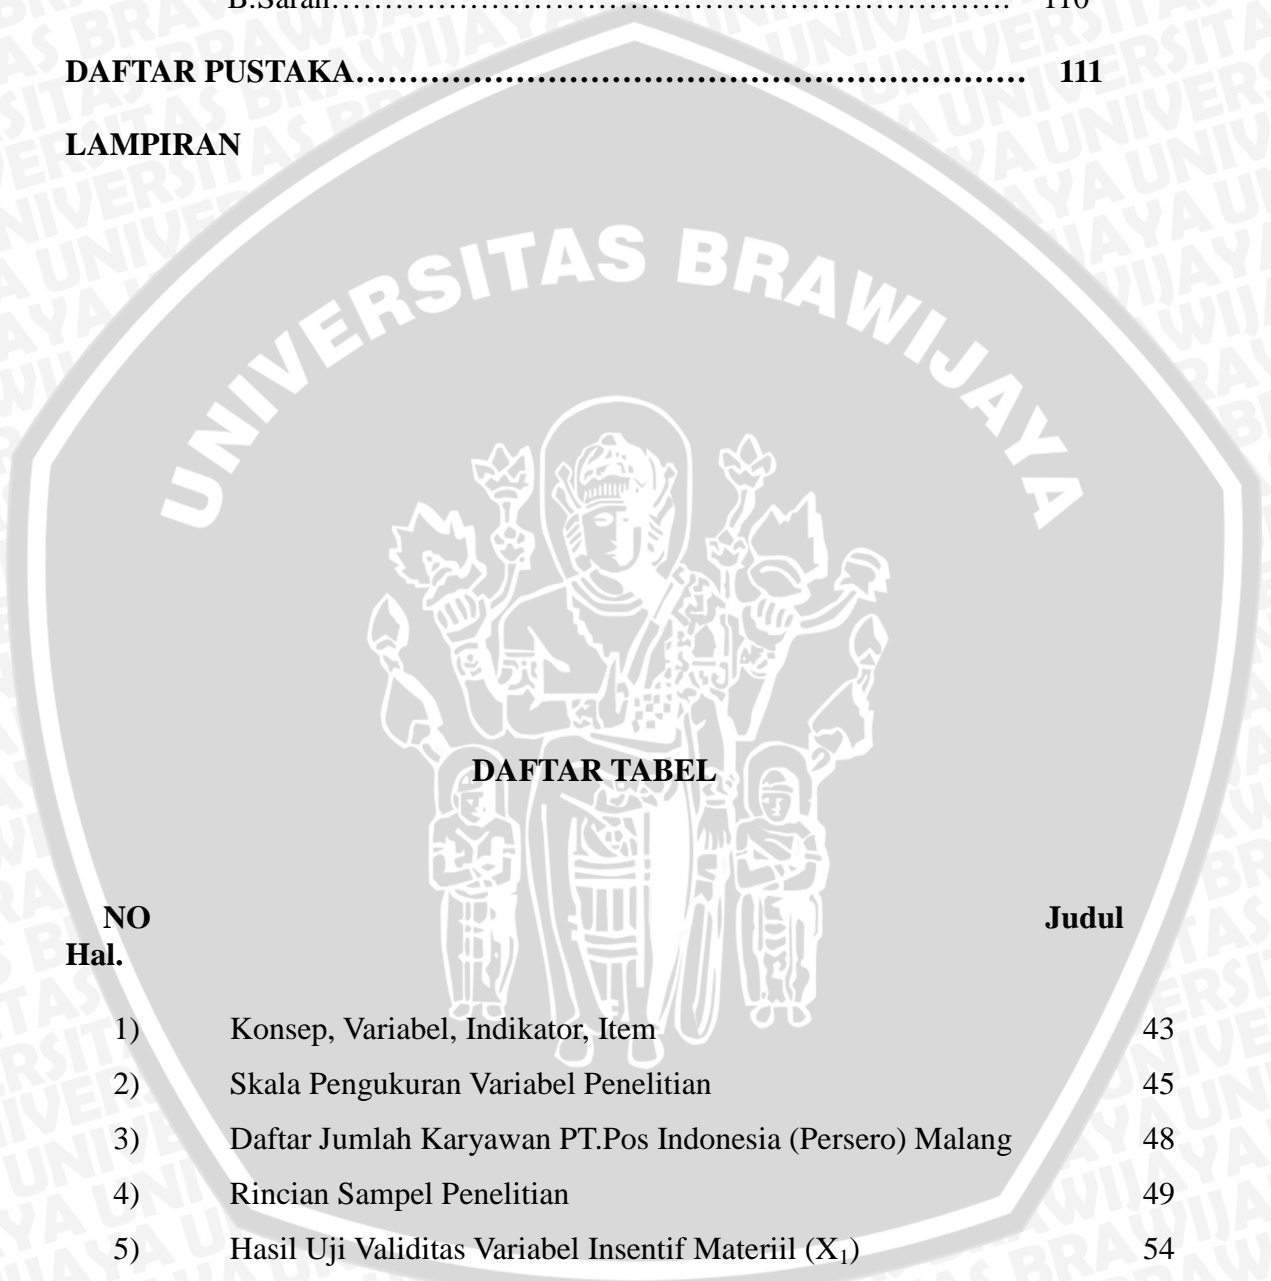 B.Saran………………………………………………………. 110
DAFTAR PUSTAKA……………………………………………………… 111
LAMPIRAN
UNIVERSITAS BRAWIJAYA
DAFTAR TABEL
NO Judul
Hal.
1) Konsep, Variabel, Indikator, Item 43
2) Skala Pengukuran Variabel Penelitian 45
3) Daftar Jumlah Karyawan PT.Pos Indonesia (Persero) Malang 48
4) Rincian Sampel Penelitian 49
5) Hasil Uji Validitas Variabel Insentif Materiil (X₁) 54